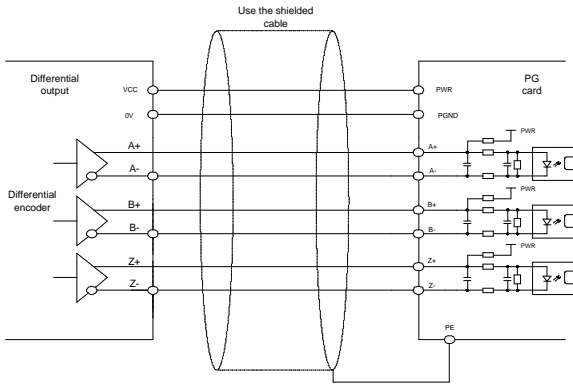 Use the shielded
cable
Differential
output
PG
card
VCC
PWR
0V
PGND
PWR
A+
A+
A-
A-
Differential
encoder
PWR
B+
B+
B-
B-
PWR
Z+
Z+
Z-
Z-
PE